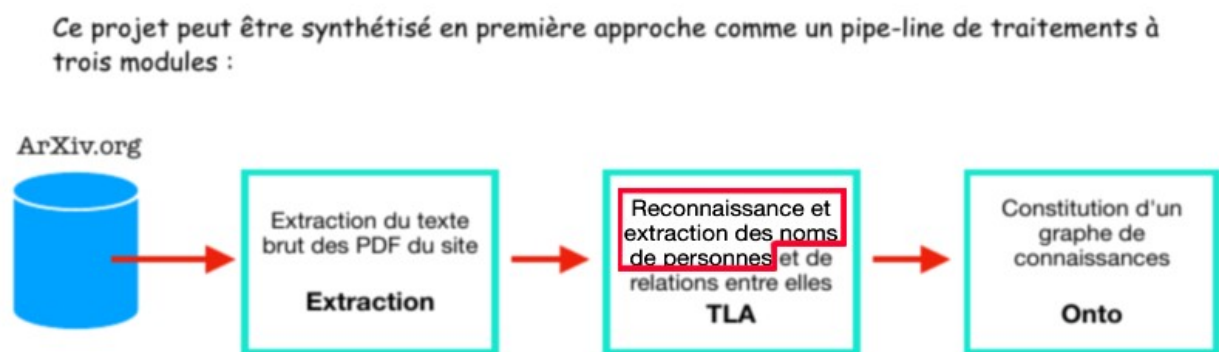 Ce projet peut être synthétisé en première approche comme un pipe-line de traitements à
trois modules :
ArXiv.org
Extraction du texte
brut des PDF du site
Extraction
Reconnaissance et
extraction des noms
de personnes et de
relations entre elles
TLA
Constitution d'un
graphe de
connaissances
Onto